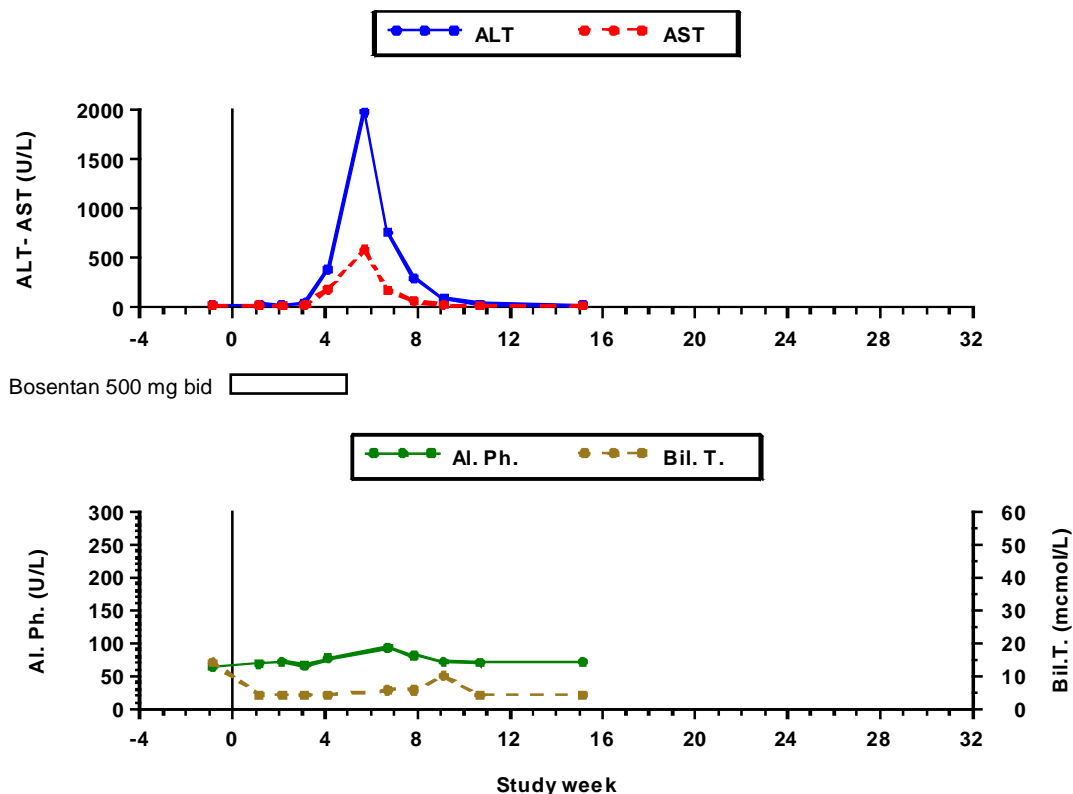 ALT AST
2000
1500
1000
500
0
ALT- AST (U/L)
-4 0 4 8 12 16 20 24 28 32
Bosentan 500 mg bid
Al. Ph. Bil. T.
300
250
200
150
100
50
0
Al. Ph. (U/L)
60
50
40
30
20
10
0
Bil.T. (mcmol/L)
-4 0 4 8 12 16 20 24 28 32
Study week